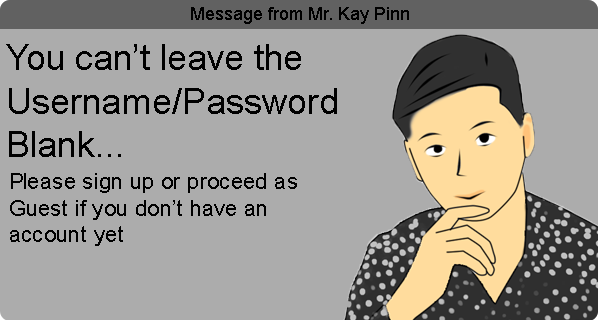 Message from Mr. Kay Pinn
You can't leave the
Username/Password
Blank...
Please sign up or proceed as
Guest if you don't have an
account yet